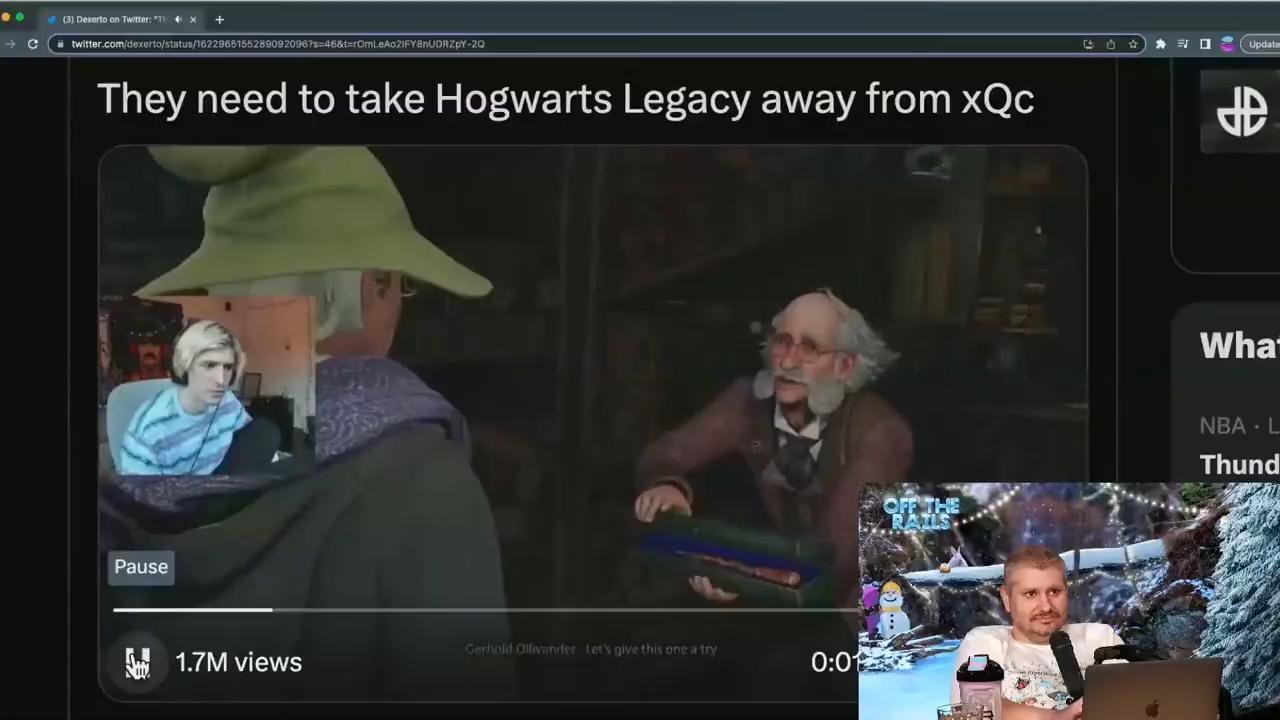 (3) Dexerto on Twitter: "Th
twitter.com/dexerto/status/1622965155289092096?s=46&t=rOmLeAo2IFY8nUDRZpY-2Q
Update
They need to take Hogwarts Legacy away from xQc
What
NBA · L
Thund
OFF THE
RAILS
Pause
Gerbold Ollivander Let's give this one a try
1.7M views
0:01